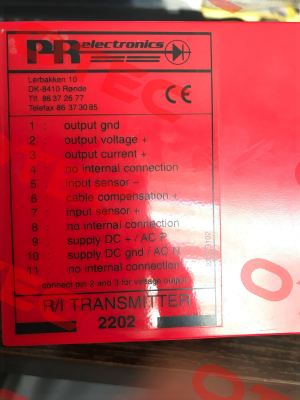 PR electronics
Lerbakken 10
DK-8410 Rønde
Tlf. 86 37 26 77
Telefax 86 37 30 85
CE
1 : output gnd
2 : output voltage +
3 : output current +
4 : no internal connection
5 : input sensor -
6 : cable compensation +
7 : input sensor +
8 : no internal connection
9 : supply DC + / AC P
10 : supply DC gnd / AC N
11 : no internal connection
connect pin 2 and 3 for voltage output
R/I TRANSMITTER
2202